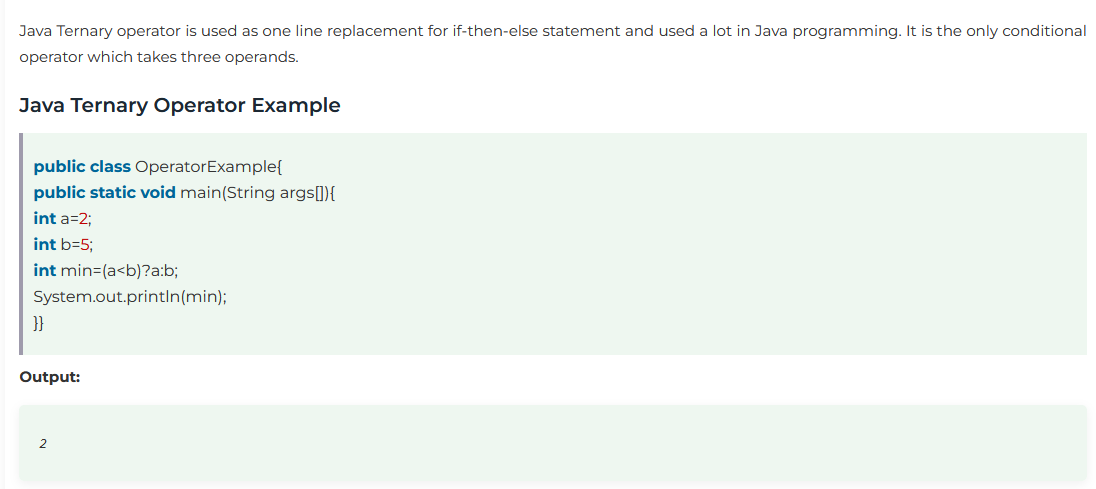 Java Ternary operator is used as one line replacement for if-then-else statement and used a lot in Java programming. It is the only conditional
operator which takes three operands.
Java Ternary Operator Example
public class OperatorExample{
public static void main(String args[]){
int a=2;
int b=5;
int min=(a<b)?a:b;
System.out.println(min);
}}
Output:
2